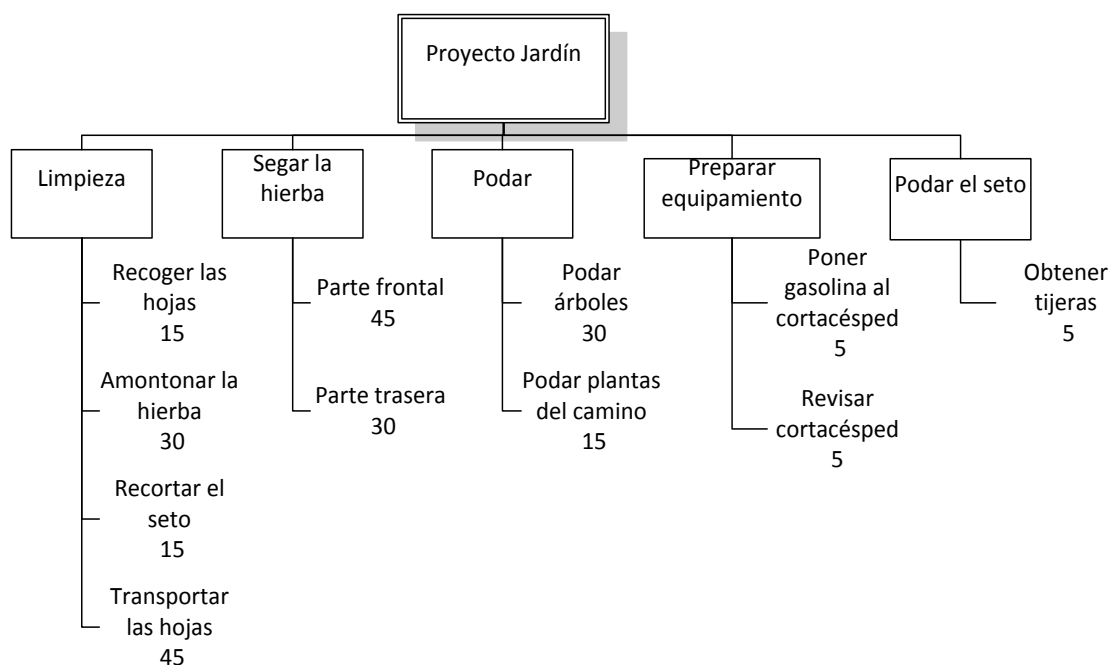 Proyecto Jardín
Limpieza
Segar la
hierba
Podar
Preparar
equipamiento
Podar el seto
Recoger las
hojas
15
Amontonar la
hierba
30
Recortar el
seto
15
Transportar
las hojas
45
Parte frontal
45
Parte trasera
30
Podar
árboles
30
Podar plantas
del camino
15
Poner
gasolina al
cortacésped
5
Revisar
cortacésped
5
Obtener
tijeras
5